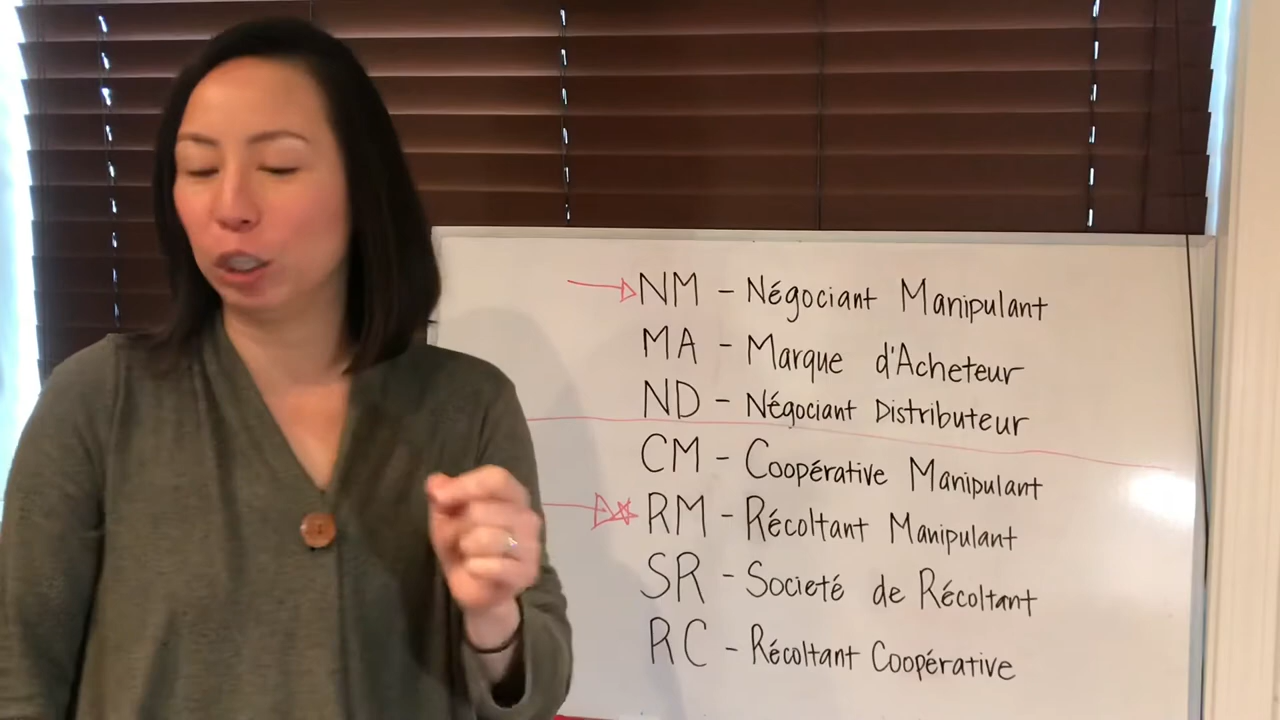 NM - Négociant Manipulant
MA - Marque d'Acheteur
ND - Négociant Distributeur
CM - Coopérative Manipulant
RM - Récoltant Manipulant
SR - Societé de Récoltant
RC - Récoltant Coopérative